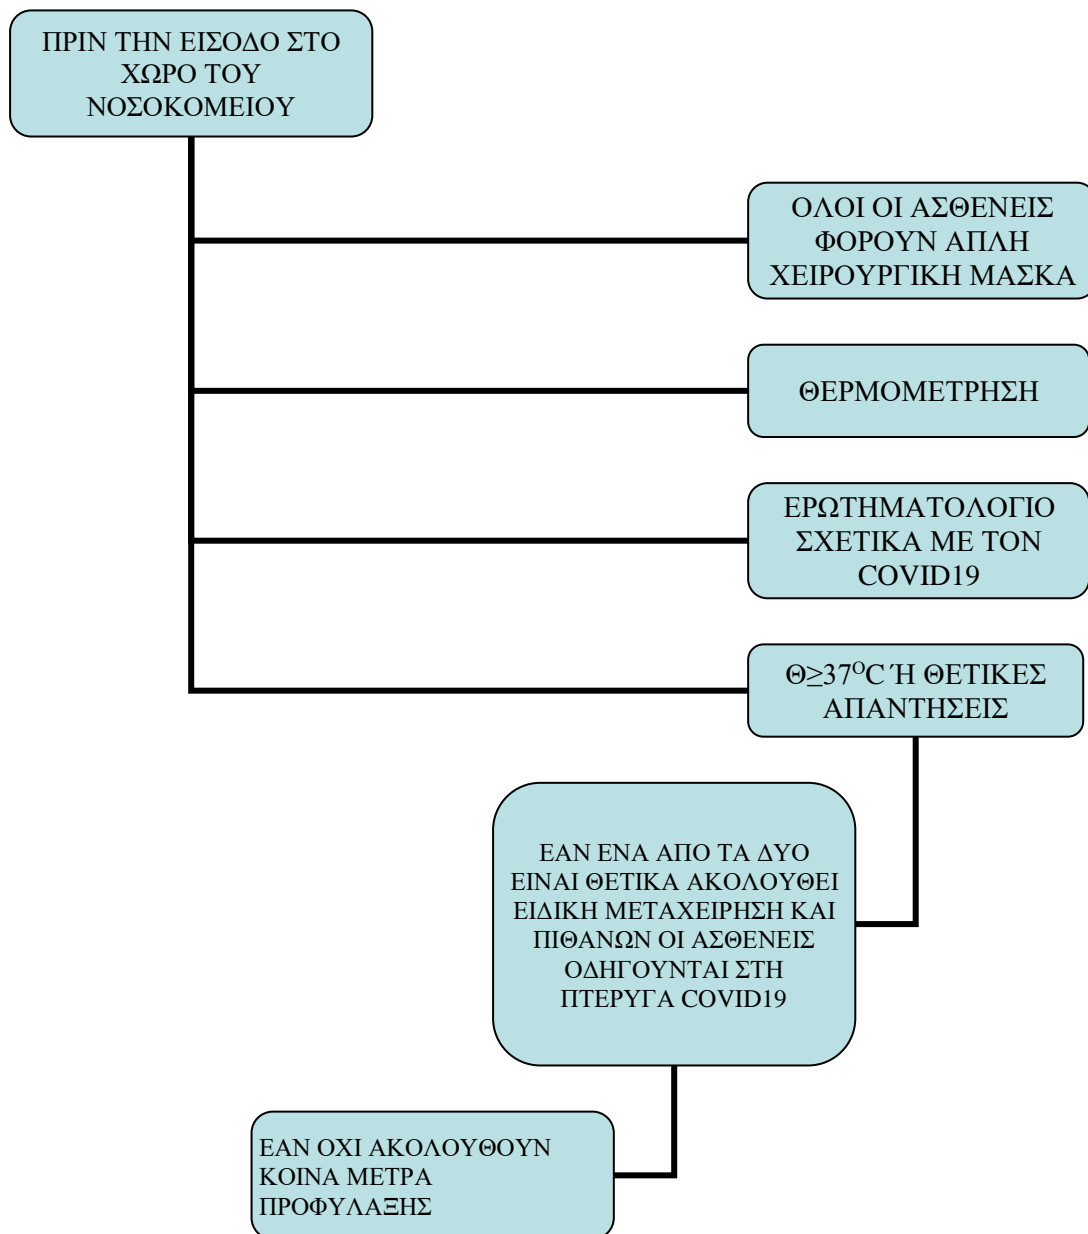 ΠΡΙΝ ΤΗΝ ΕΙΣΟΔΟ ΣΤΟ
ΧΩΡΟ ΤΟΥ
ΝΟΣΟΚΟΜΕΙΟΥ
ΟΛΟΙ ΟΙ ΑΣΘΕΝΕΙΣ
ΦΟΡΟΥΝ ΑΠΛΗ
ΧΕΙΡΟΥΡΓΙΚΗ ΜΑΣΚΑ
ΘΕΡΜΟΜΕΤΡΗΣΗ
ΕΡΩΤΗΜΑΤΟΛΟΓΙΟ
ΣΧΕΤΙΚΑ ΜΕ ΤΟΝ
COVID19
Θ≥37ᴼC Ή ΘΕΤΙΚΕΣ
ΑΠΑΝΤΗΣΕΙΣ
ΕΑΝ ΕΝΑ ΑΠΟ ΤΑ ΔΥΟ
ΕΙΝΑΙ ΘΕΤΙΚΑ ΑΚΟΛΟΥΘΕΙ
ΕΙΔΙΚΗ ΜΕΤΑΧΕΙΡΗΣΗ ΚΑΙ
ΠΙΘΑΝΩΝ ΟΙ ΑΣΘΕΝΕΙΣ
ΟΔΗΓΟΥΝΤΑΙ ΣΤΗ
ΠΤΕΡΥΓΑ COVID19
ΕΑΝ ΟΧΙ ΑΚΟΛΟΥΘΟΥΝ
ΚΟΙΝΑ ΜΕΤΡΑ
ΠΡΟΦΥΛΑΞΗΣ